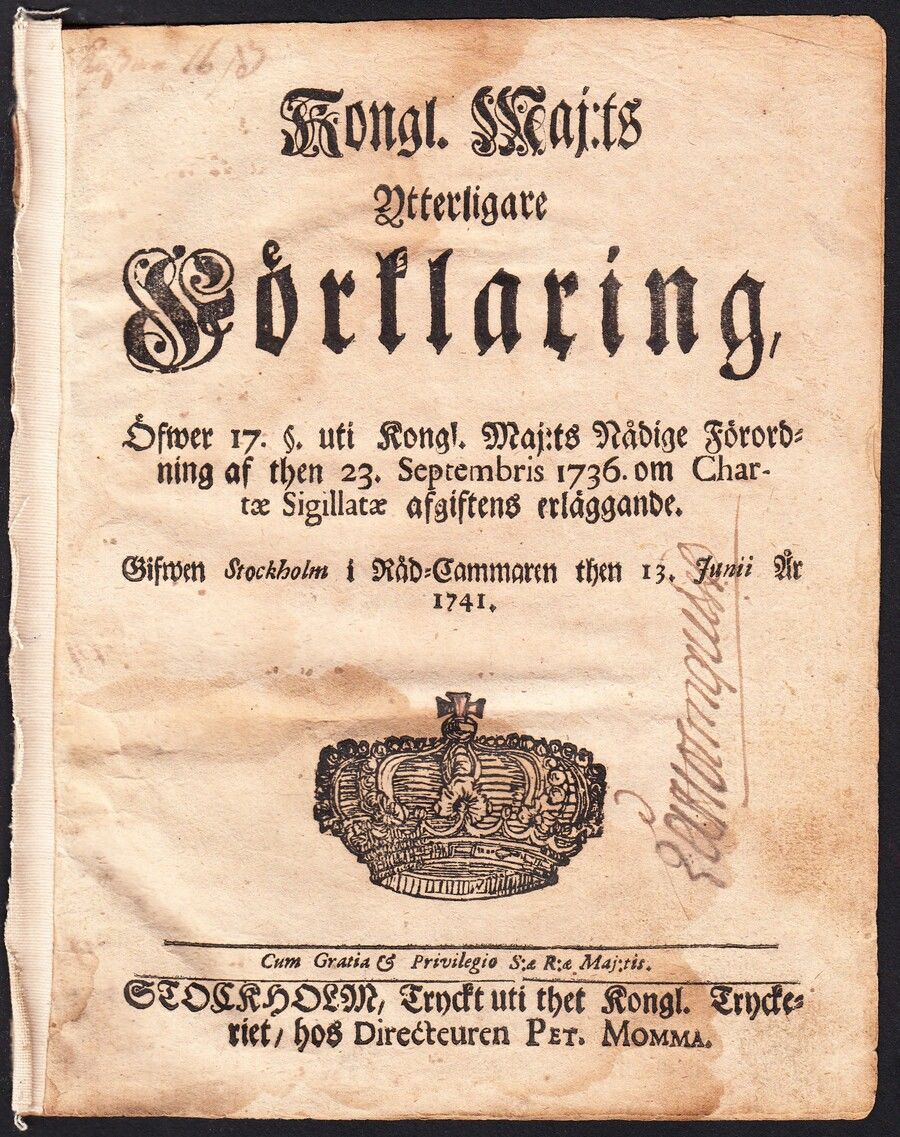 Kongl. Maj:ts
Ytterligare
Förklaring,
Öfwer 17. §. uti Kongl. Maj:ts Nådige Förord=
ning af then 23. Septembris 1736. om Char-
tæ Sigillatæ afgiftens erläggande.
Gifwen Stockholm i Råd=Cammaren then 13. Junii År
1741.
Cum Gratia & Privilegio S:æ R:æ Maj:tis.
STOCKHOLM, Tryckt uti thet Kongl. Trycke=
riet, hos Directeuren PET. MOMMA.